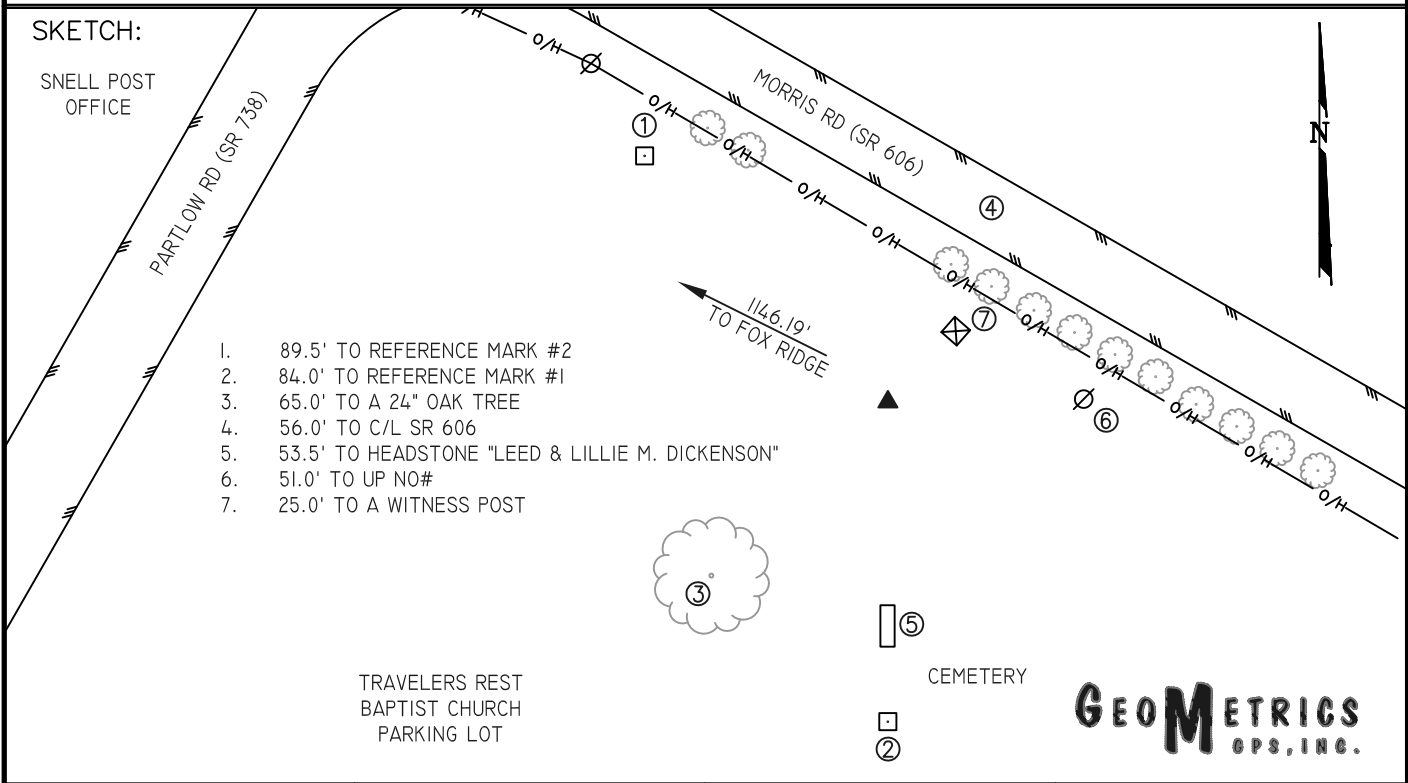 SKETCH:
SNELL POST
OFFICE
PARTLOW RD (SR 738)
MORRIS RD (SR 606)
N
O/H
O/H
O/H
O/H
O/H
O/H
O/H
O/H
O/H
O/H
O/H
O/H
1
4
7
6
1146.19'
TO FOX RIDGE
1. 89.5' TO REFERENCE MARK #2
2. 84.0' TO REFERENCE MARK #1
3. 65.0' TO A 24" OAK TREE
4. 56.0' TO C/L SR 606
5. 53.5' TO HEADSTONE "LEED & LILLIE M. DICKENSON"
6. 51.0' TO UP NO#
7. 25.0' TO A WITNESS POST
3
5
CEMETERY
2
TRAVELERS REST
BAPTIST CHURCH
PARKING LOT
GEOMETRICS
GPS, INC.